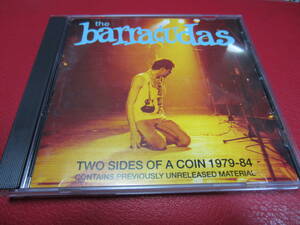 the
barracudas
TWO SIDES OF A COIN 1979-84
CONTAINS PREVIOUSLY UNRELEASED MATERIAL